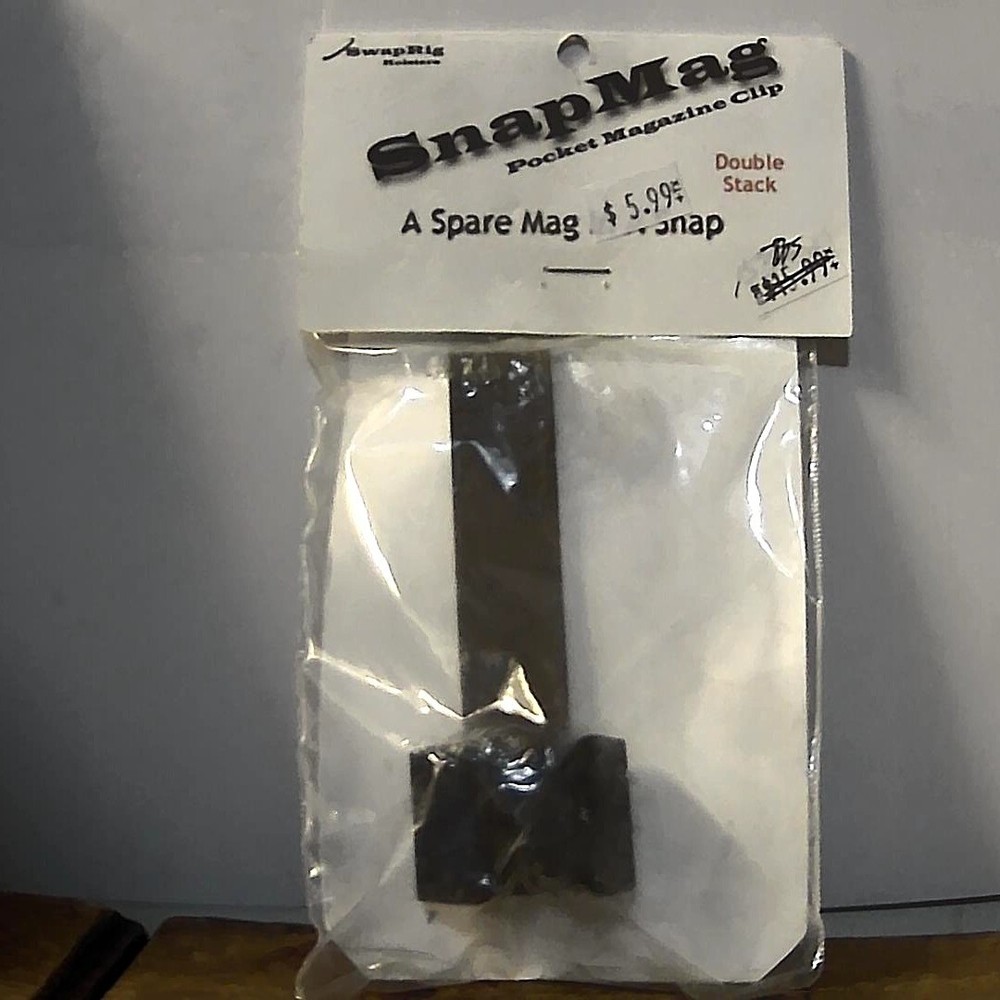 SwapRig
Holsters
SnapMag
Pocket Magazine Clip
Double
Stack
$ 5.99
A Spare Mag Snap